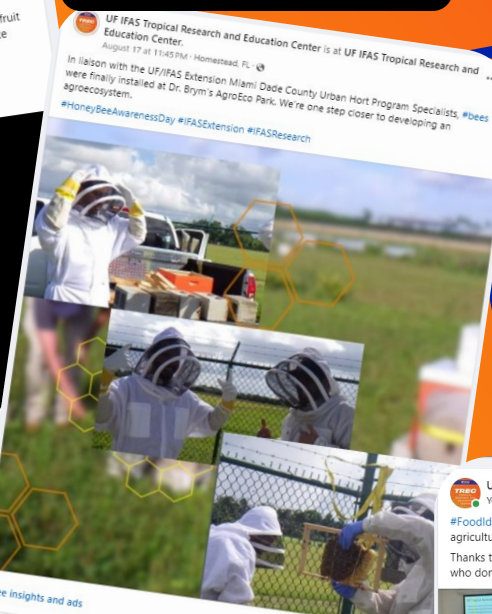 fruit
UF IFAS Tropical Research and Education Center is at UF IFAS Tropical Research and
Education Center.
August 17 at 11:45 PM · Homestead, FL ·
In liaison with the UF/IFAS Extension Miami Dade County Urban Hort Program Specialists, #bees
were finally installed at Dr. Brym's AgroEco Park. We're one step closer to developing an
agroecosystem.
#HoneyBeeAwarenessDay #IFASExtension #IFASResearch
TREC
#FoodId
agricultu
Thanks t
who don
ee insights and ads